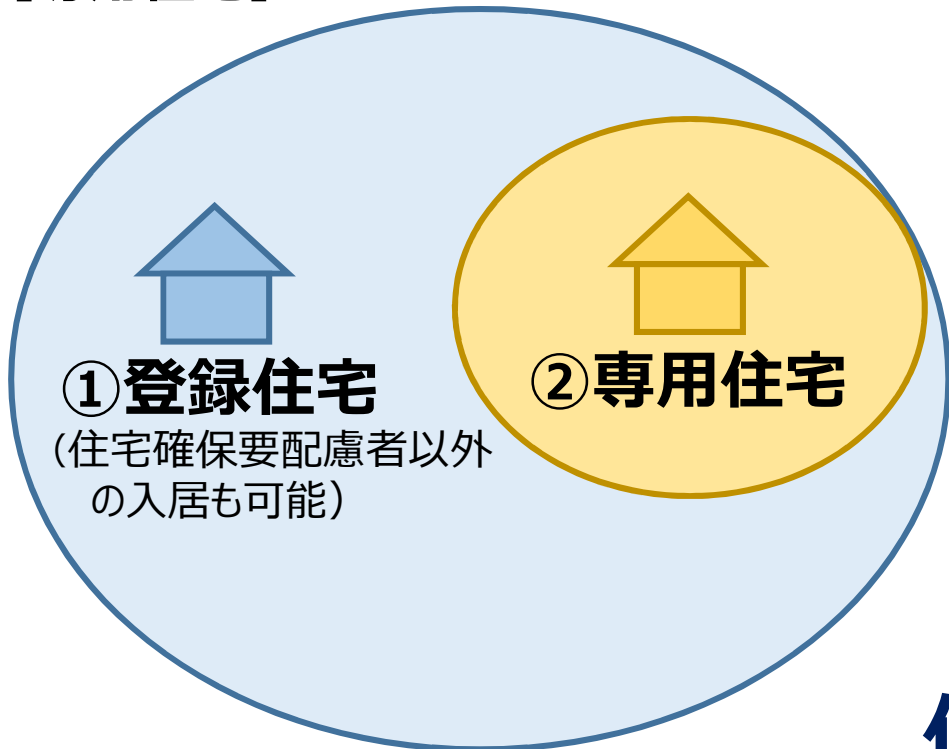 ①登録住宅
②専用住宅
（住宅確保要配慮者以外
の入居も可能）